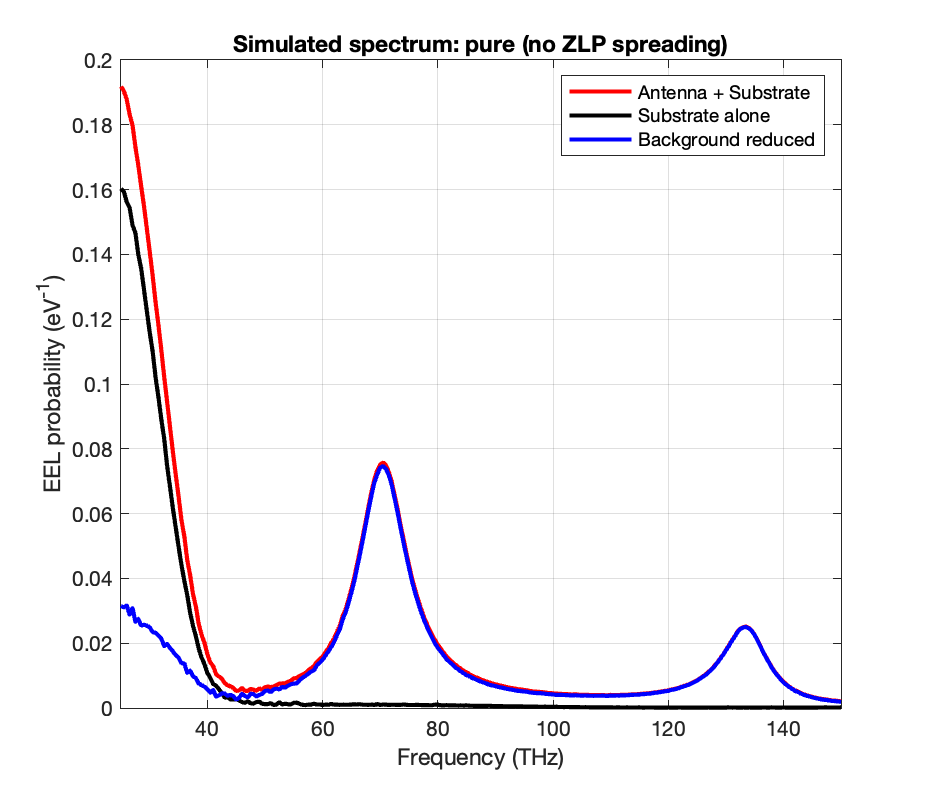 Simulated spectrum: pure (no ZLP spreading)
0.2
0.18
0.16
0.14
0.12
0.1
0.08
0.06
0.04
0.02
0
EEL probability (eV⁻¹)
Antenna + Substrate
Substrate alone
Background reduced
40 60 80 100 120 140
Frequency (THz)